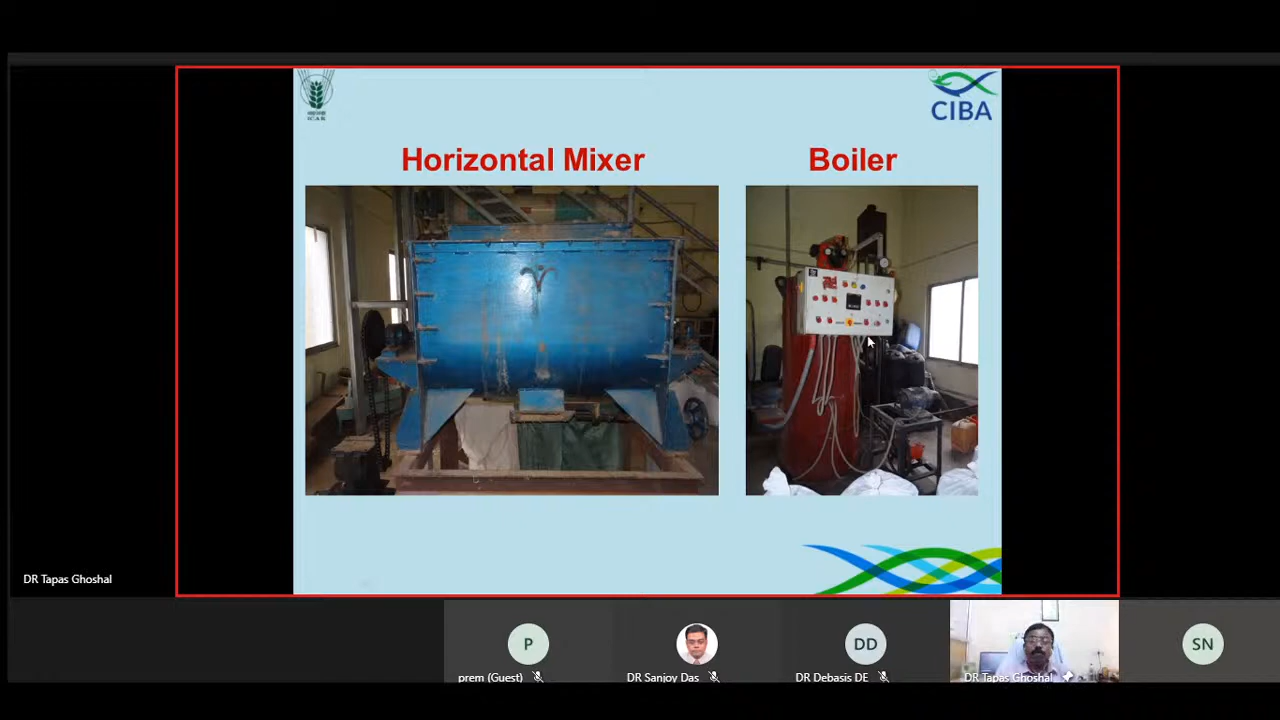 ICAR
CIBA
Horizontal Mixer
Boiler
DR Tapas Ghoshal
P
DD
SN
prem (Guest)
DR Sanjoy Das
DR Debasis DE
DR Tapas Ghoshal